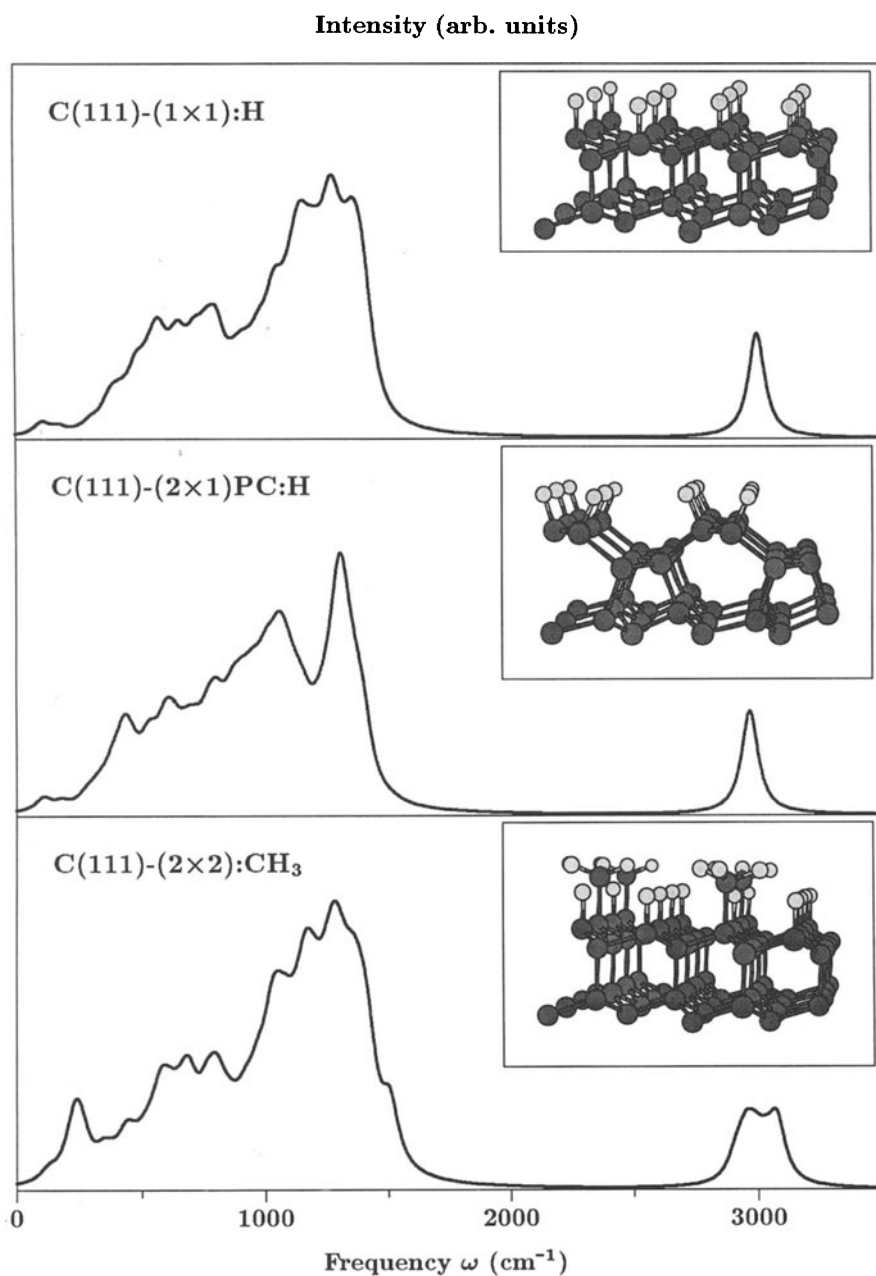 Intensity (arb. units)
C(111)-(1×1):H
C(111)-(2×1)PC:H
C(111)-(2×2):CH₃
0 1000 2000 3000
Frequency ω (cm⁻¹)